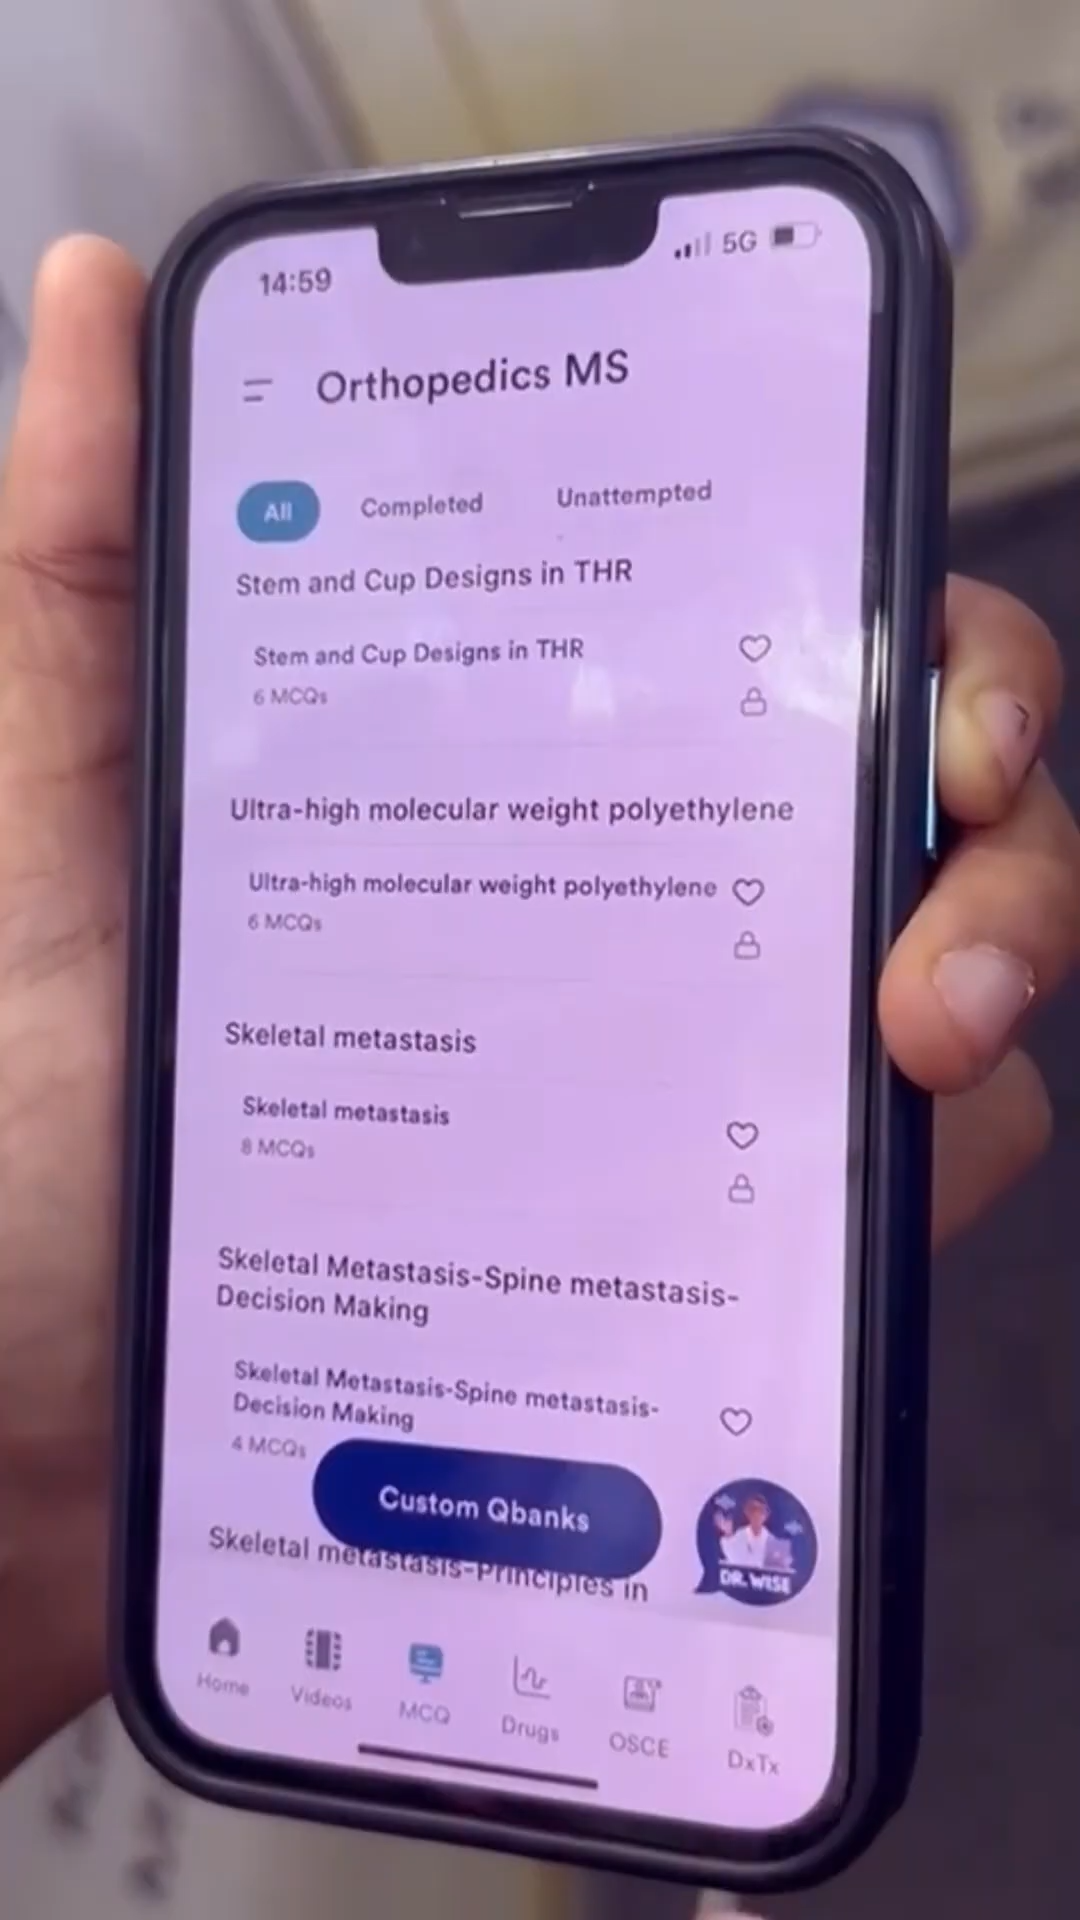 14:59
5G
Orthopedics MS
All
Completed
Unattempted
Stem and Cup Designs in THR
Stem and Cup Designs in THR
6 MCQs
Ultra-high molecular weight polyethylene
Ultra-high molecular weight polyethylene
6 MCQs
Skeletal metastasis
Skeletal metastasis
8 MCQs
Skeletal Metastasis-Spine metastasis-
Decision Making
Skeletal Metastasis-Spine metastasis-
Decision Making
4 MCQs
Custom Qbanks
DR. WISE
Skeletal metastasis-Principles in
Home
Videos
MCQ
Drugs
OSCE
DxTx